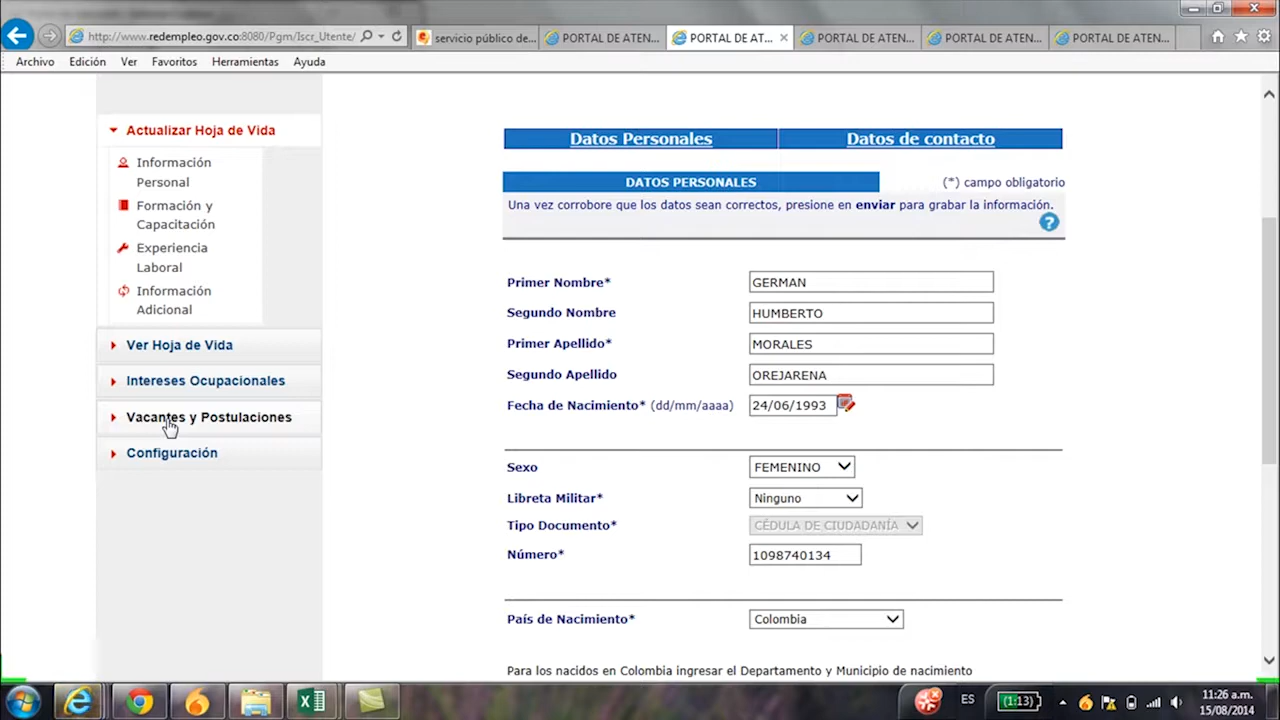 http://www.redempleo.gov.co:8080/Pgm/Iscr_Utente/
servicio público de...
PORTAL DE ATEN...
PORTAL DE AT...
PORTAL DE ATEN...
PORTAL DE ATEN...
PORTAL DE ATEN...
Archivo Edición Ver Favoritos Herramientas Ayuda
Actualizar Hoja de Vida
Información
Personal
Formación y
Capacitación
Experiencia
Laboral
Información
Adicional
Ver Hoja de Vida
Intereses Ocupacionales
Vacantes y Postulaciones
Configuración
Datos Personales
Datos de contacto
DATOS PERSONALES
(*) campo obligatorio
Una vez corrobore que los datos sean correctos, presione en enviar para grabar la información.
Primer Nombre* GERMAN
Segundo Nombre HUMBERTO
Primer Apellido* MORALES
Segundo Apellido OREJARENA
Fecha de Nacimiento* (dd/mm/aaaa) 24/06/1993
Sexo FEMENINO
Libreta Militar* Ninguno
Tipo Documento* CÉDULA DE CIUDADANÍA
Número* 1098740134
País de Nacimiento* Colombia
Para los nacidos en Colombia ingresar el Departamento y Municipio de nacimiento
ES
(1:13)
11:26 a.m.
15/08/2014